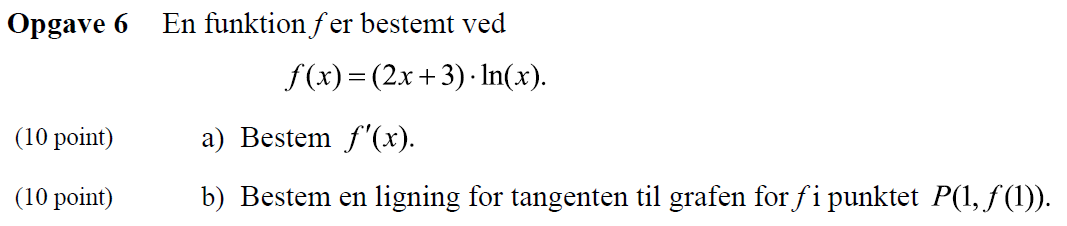 Opgave 6 En funktion f er bestemt ved
f(x) = (2x + 3) · ln(x).
(10 point) a) Bestem f′(x).
(10 point) b) Bestem en ligning for tangenten til grafen for f i punktet P(1, f(1)).